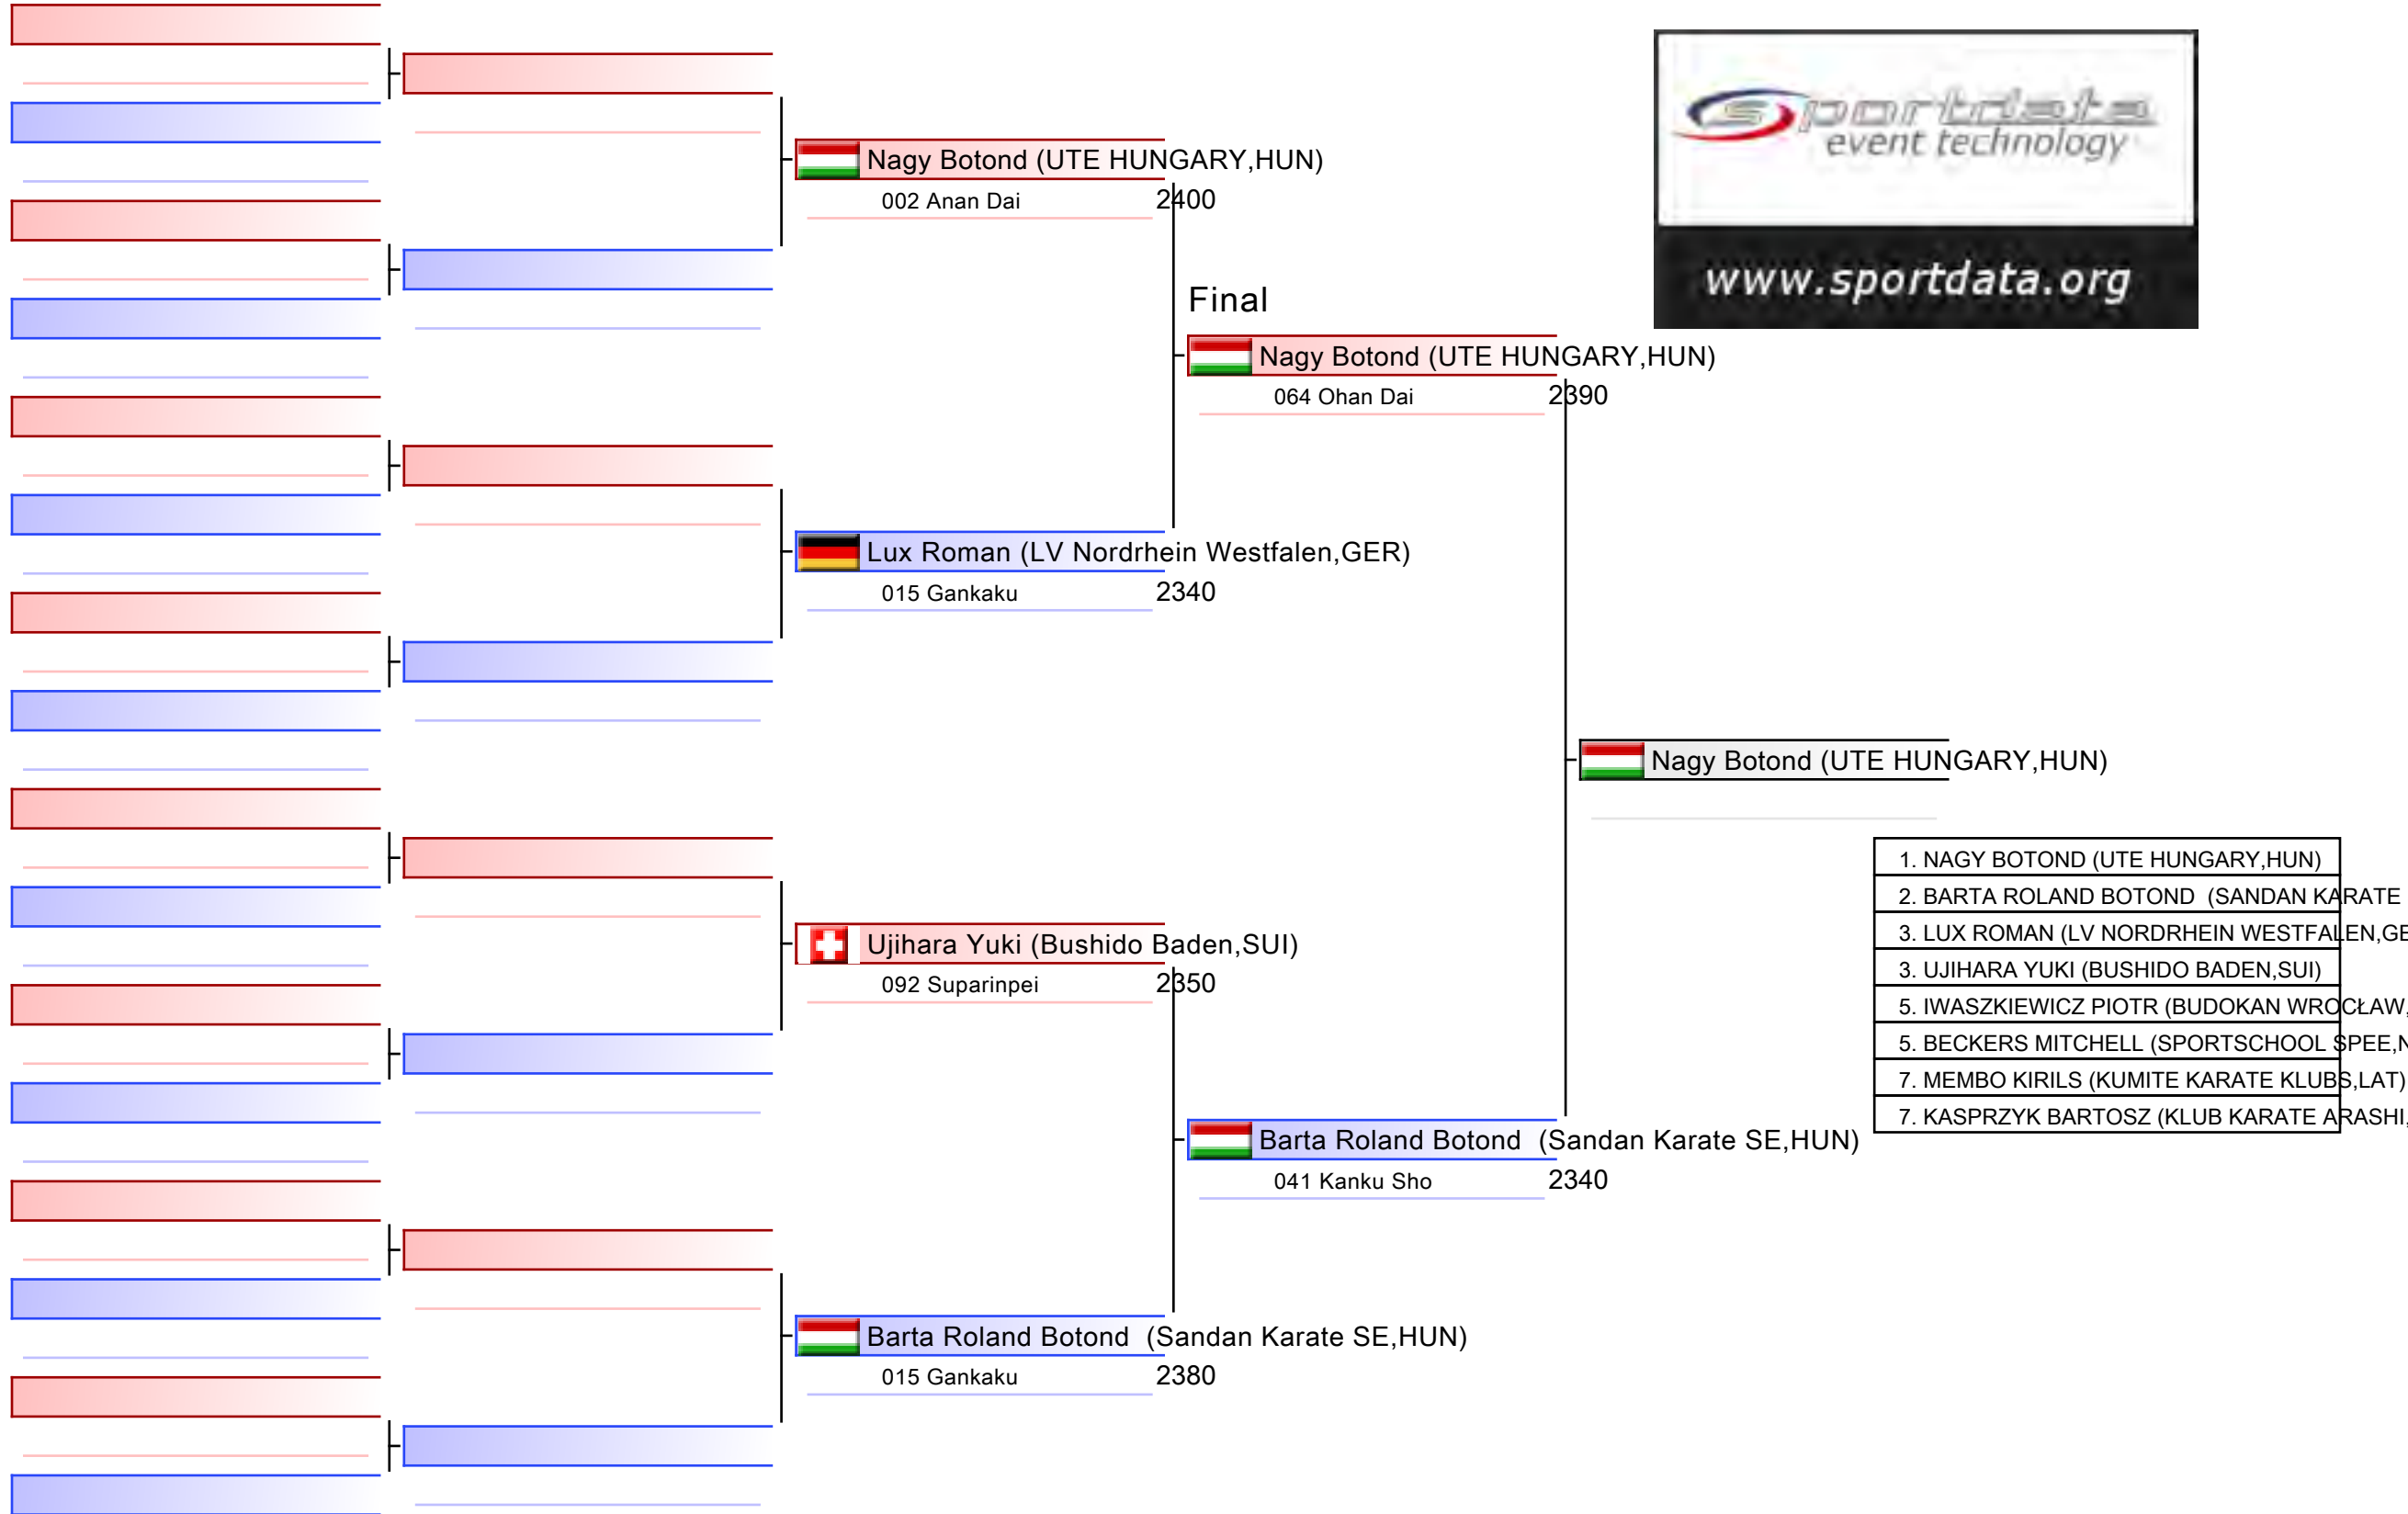 sportdata
event technology
www.sportdata.org
Nagy Botond (UTE HUNGARY,HUN)
002 Anan Dai 2400
Final
Nagy Botond (UTE HUNGARY,HUN)
064 Ohan Dai 2390
Lux Roman (LV Nordrhein Westfalen,GER)
015 Gankaku 2340
Nagy Botond (UTE HUNGARY,HUN)
1. NAGY BOTOND (UTE HUNGARY,HUN)
2. BARTA ROLAND BOTOND (SANDAN KARATE
3. LUX ROMAN (LV NORDRHEIN WESTFALEN,GE
3. UJIHARA YUKI (BUSHIDO BADEN,SUI)
5. IWASZKIEWICZ PIOTR (BUDOKAN WROCŁAW,
5. BECKERS MITCHELL (SPORTSCHOOL SPEE,N
7. MEMBO KIRILS (KUMITE KARATE KLUBS,LAT)
7. KASPRZYK BARTOSZ (KLUB KARATE ARASHI,
Ujihara Yuki (Bushido Baden,SUI)
092 Suparinpei 2350
Barta Roland Botond (Sandan Karate SE,HUN)
041 Kanku Sho 2340
Barta Roland Botond (Sandan Karate SE,HUN)
015 Gankaku 2380